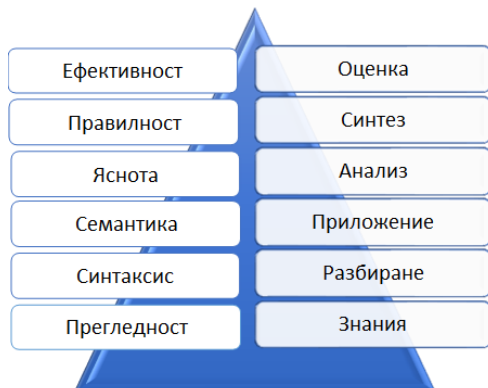 Ефективност
Оценка
Правилност
Синтез
Яснота
Анализ
Семантика
Приложение
Синтаксис
Разбиране
Прегледност
Знания